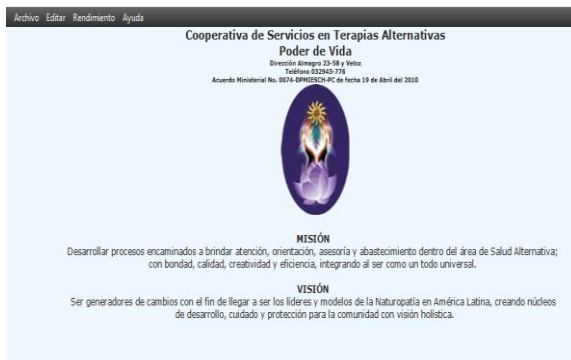 Archivo Editar Rendimiento Ayuda
Cooperativa de Servicios en Terapias Alternativas
Poder de Vida
Dirección Almagro 23-58 y Veloz
Teléfono 032943-776
Acuerdo Ministerial No. 0074-DPMIESCH-PC de fecha 19 de Abril del 2010
MISIÓN
Desarrollar procesos encaminados a brindar atención, orientación, asesoría y abastecimiento dentro del área de Salud Alternativa;
con bondad, calidad, creatividad y eficiencia, integrando al ser como un todo universal.
VISIÓN
Ser generadores de cambios con el fin de llegar a ser los líderes y modelos de la Naturopatía en América Latina, creando núcleos
de desarrollo, cuidado y protección para la comunidad con visión holística.